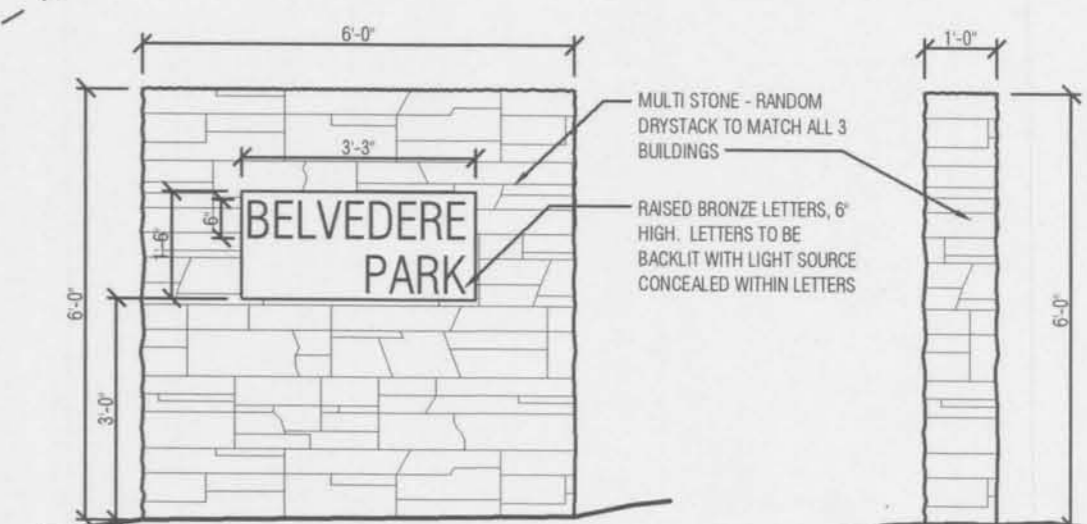 6'-0"
1'-0"
MULTI STONE - RANDOM
DRYSTACK TO MATCH ALL 3
BUILDINGS
3'-3"
BELVEDERE
PARK
6"
1'-6"
RAISED BRONZE LETTERS, 6"
HIGH. LETTERS TO BE
BACKLIT WITH LIGHT SOURCE
CONCEALED WITHIN LETTERS
6'-0"
6'-0"
3'-0"